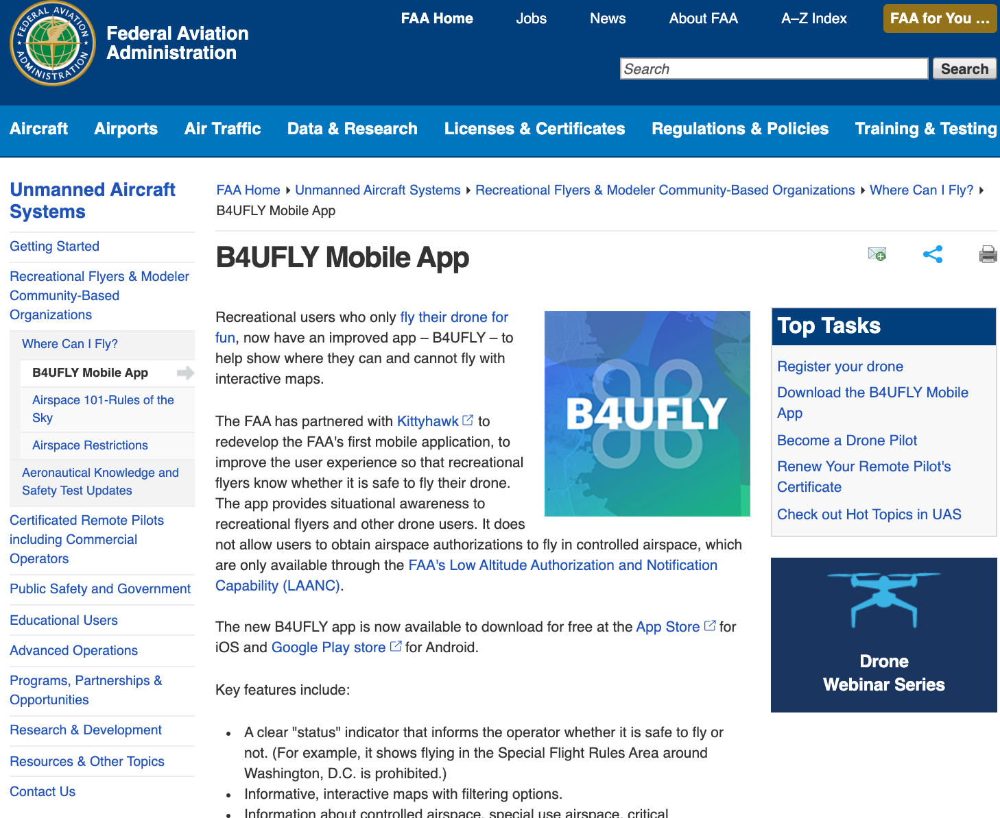 FEDERAL AVIATION ADMINISTRATION
Federal Aviation
Administration
FAA Home
Jobs
News
About FAA
A–Z Index
FAA for You ...
Search
Search
Aircraft
Airports
Air Traffic
Data & Research
Licenses & Certificates
Regulations & Policies
Training & Testing
Unmanned Aircraft
Systems
Getting Started
Recreational Flyers & Modeler
Community-Based
Organizations
Where Can I Fly?
B4UFLY Mobile App
Airspace 101-Rules of the
Sky
Airspace Restrictions
Aeronautical Knowledge and
Safety Test Updates
Certificated Remote Pilots
including Commercial
Operators
Public Safety and Government
Educational Users
Advanced Operations
Programs, Partnerships &
Opportunities
Research & Development
Resources & Other Topics
Contact Us
FAA Home Unmanned Aircraft Systems Recreational Flyers & Modeler Community-Based Organizations Where Can I Fly?
B4UFLY Mobile App
B4UFLY Mobile App
Recreational users who only fly their drone for
fun, now have an improved app – B4UFLY – to
help show where they can and cannot fly with
interactive maps.
B4UFLY
The FAA has partnered with Kittyhawk to
redevelop the FAA's first mobile application, to
improve the user experience so that recreational
flyers know whether it is safe to fly their drone.
The app provides situational awareness to
recreational flyers and other drone users. It does
not allow users to obtain airspace authorizations to fly in controlled airspace, which
are only available through the FAA's Low Altitude Authorization and Notification
Capability (LAANC).
The new B4UFLY app is now available to download for free at the App Store for
iOS and Google Play store for Android.
Key features include:
• A clear "status" indicator that informs the operator whether it is safe to fly or
not. (For example, it shows flying in the Special Flight Rules Area around
Washington, D.C. is prohibited.)
• Informative, interactive maps with filtering options.
• Information about controlled airspace, special use airspace, critical
Top Tasks
Register your drone
Download the B4UFLY Mobile
App
Become a Drone Pilot
Renew Your Remote Pilot's
Certificate
Check out Hot Topics in UAS
Drone
Webinar Series